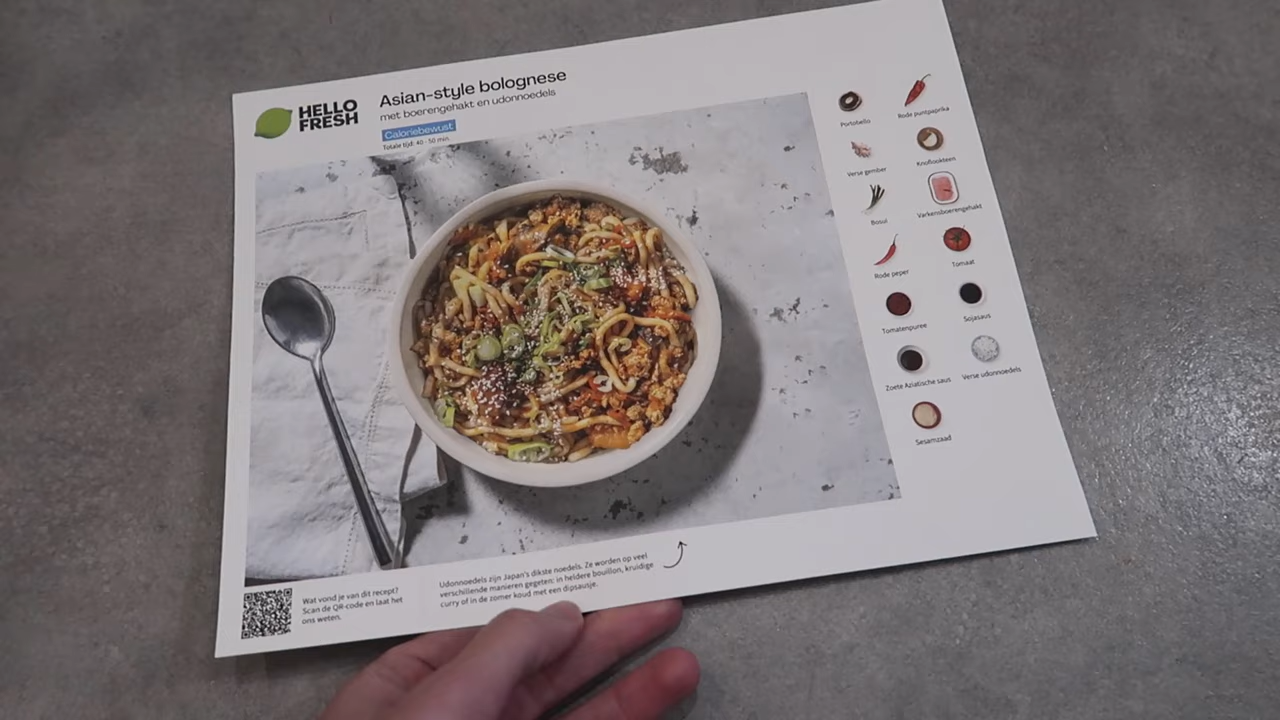 HELLO
FRESH
Asian-style bolognese
met boerengehakt en udonnoedels
Caloriebewust
Totale tijd: 40 - 50 min.
Portobello
Rode puntpaprika
Verse gember
Knoflookteen
Bosui
Varkensboerengehakt
Rode peper
Tomaat
Tomatenpuree
Sojasaus
Zoete Aziatische saus
Verse udonnoedels
Sesamzaad
Wat vond je van dit recept?
Scan de QR-code en laat het
ons weten.
Udonnoedels zijn Japan's dikste noedels. Ze worden op veel
verschillende manieren gegeten: in heldere bouillon, kruidige
curry of in de zomer koud met een dipsausje.